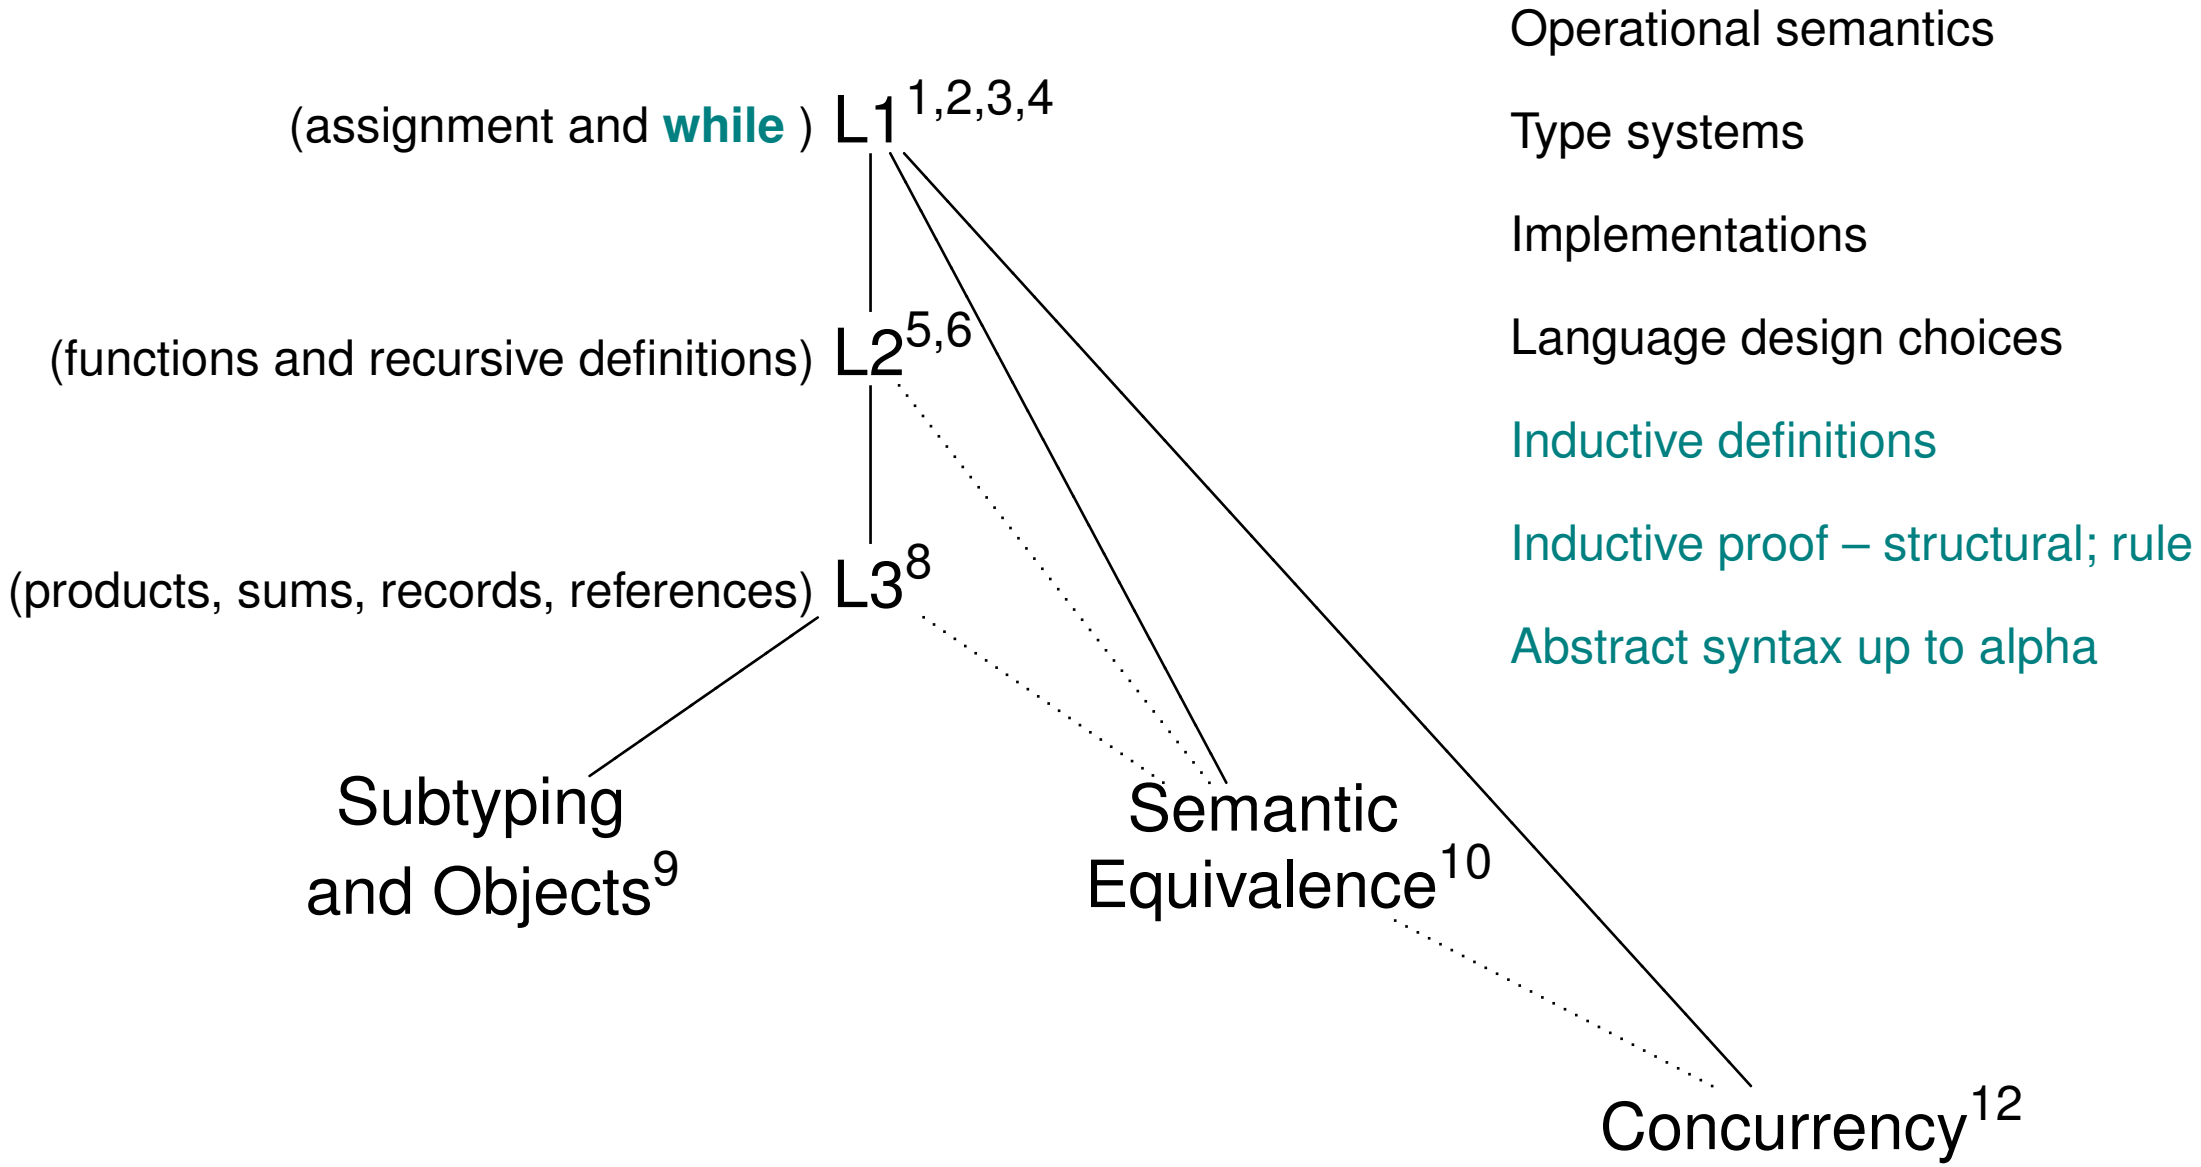 Operational semantics
(assignment and while ) L1 1,2,3,4
Type systems
Implementations
(functions and recursive definitions) L2 5,6
Language design choices
Inductive definitions
Inductive proof – structural; rule
(products, sums, records, references) L3 8
Abstract syntax up to alpha
Subtyping
and Objects 9
Semantic
Equivalence 10
Concurrency 12